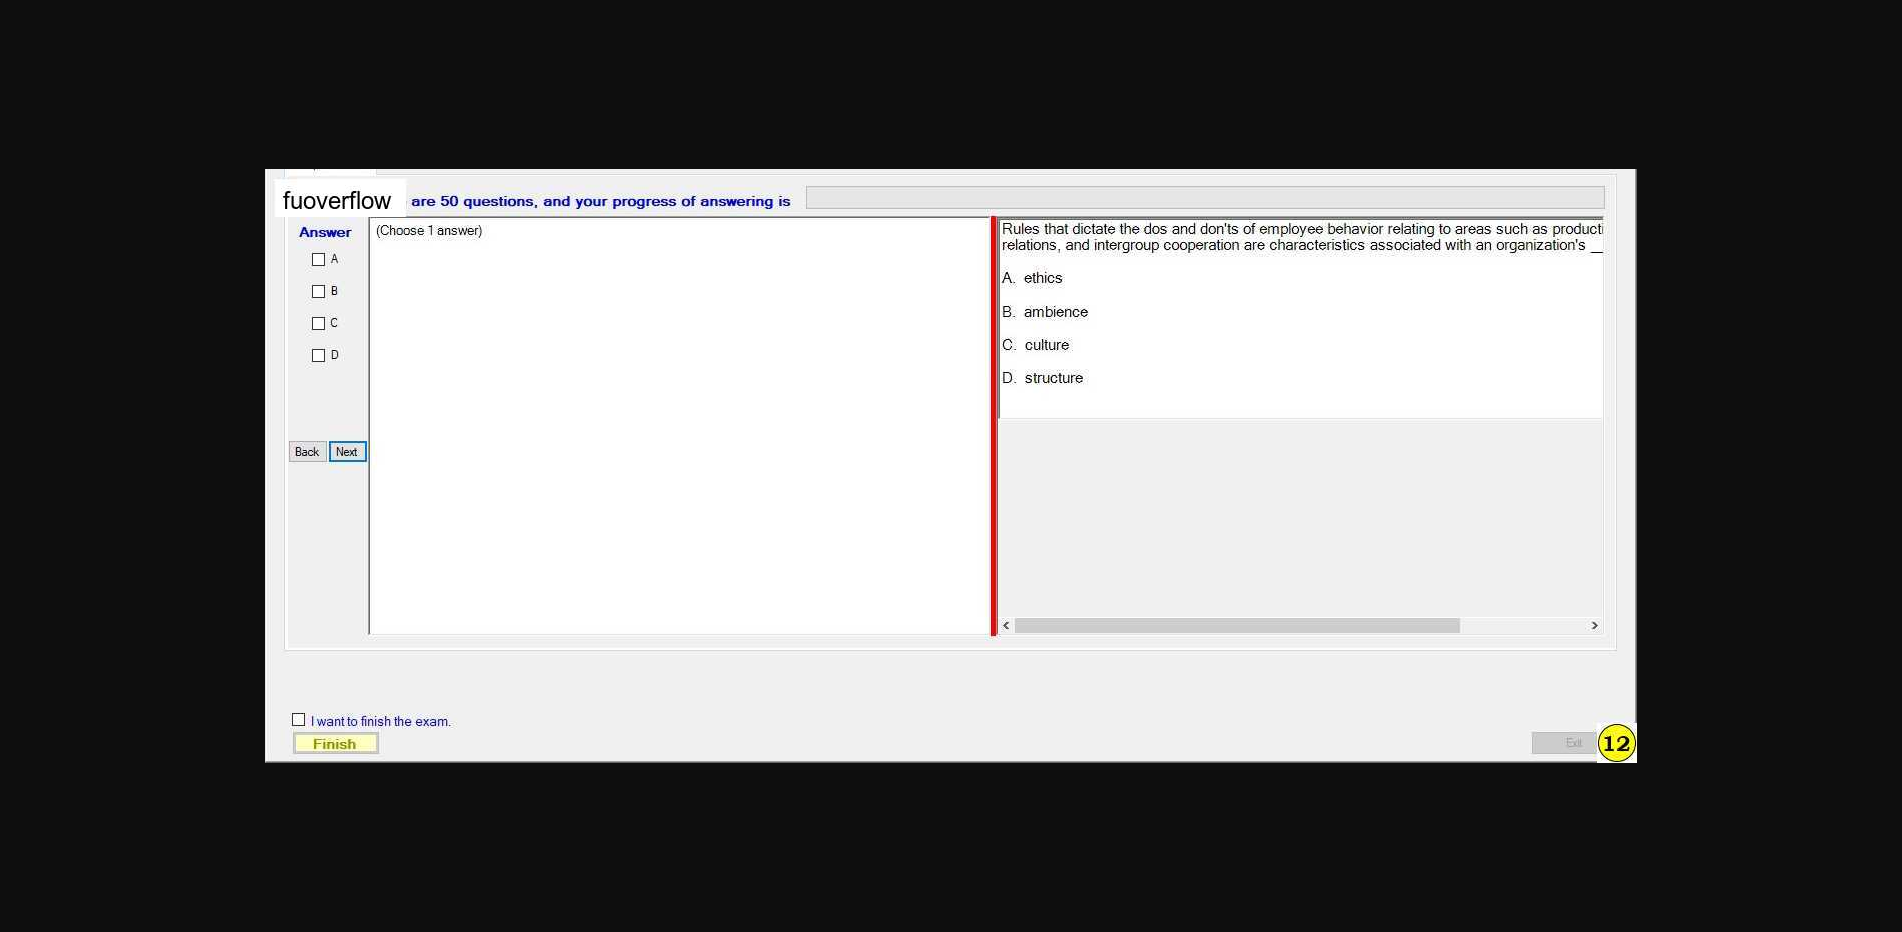 fuoverflow are 50 questions, and your progress of answering is
Answer
A
B
C
D
Back Next
(Choose 1 answer)
Rules that dictate the dos and don'ts of employee behavior relating to areas such as producti
relations, and intergroup cooperation are characteristics associated with an organization's __
A. ethics
B. ambience
C. culture
D. structure
I want to finish the exam.
Finish
Exit
12